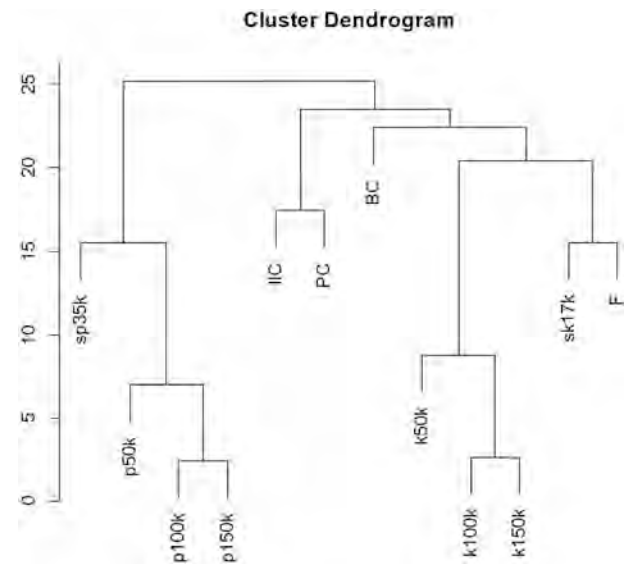 Cluster Dendrogram
25
20
15
10
5
0
sp35k
p50k
p100k
p150k
IIC
PC
BC
k50k
k100k
k150k
sk17k
F